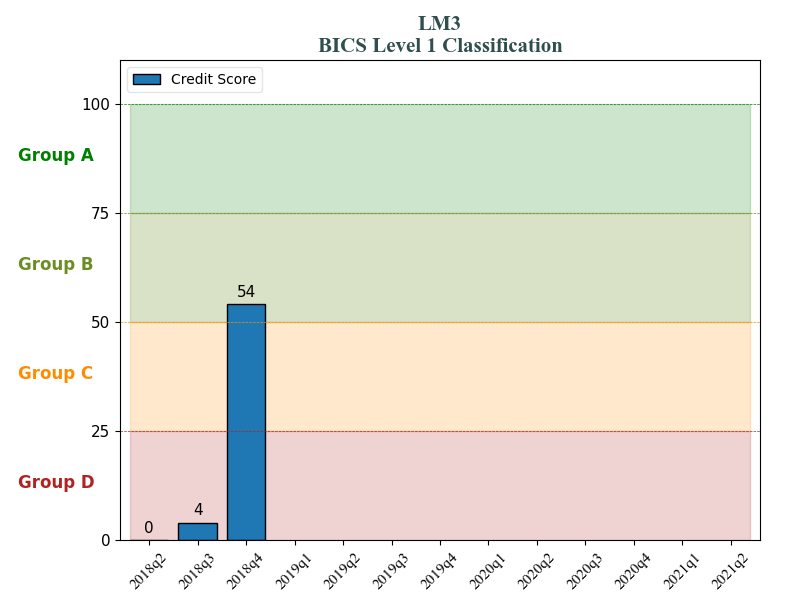 LM3
BICS Level 1 Classification
Credit Score
100
Group A
75
Group B
54
50
Group C
25
Group D
4
0
0
2018q2 2018q3 2018q4 2019q1 2019q2 2019q3 2019q4 2020q1 2020q2 2020q3 2020q4 2021q1 2021q2